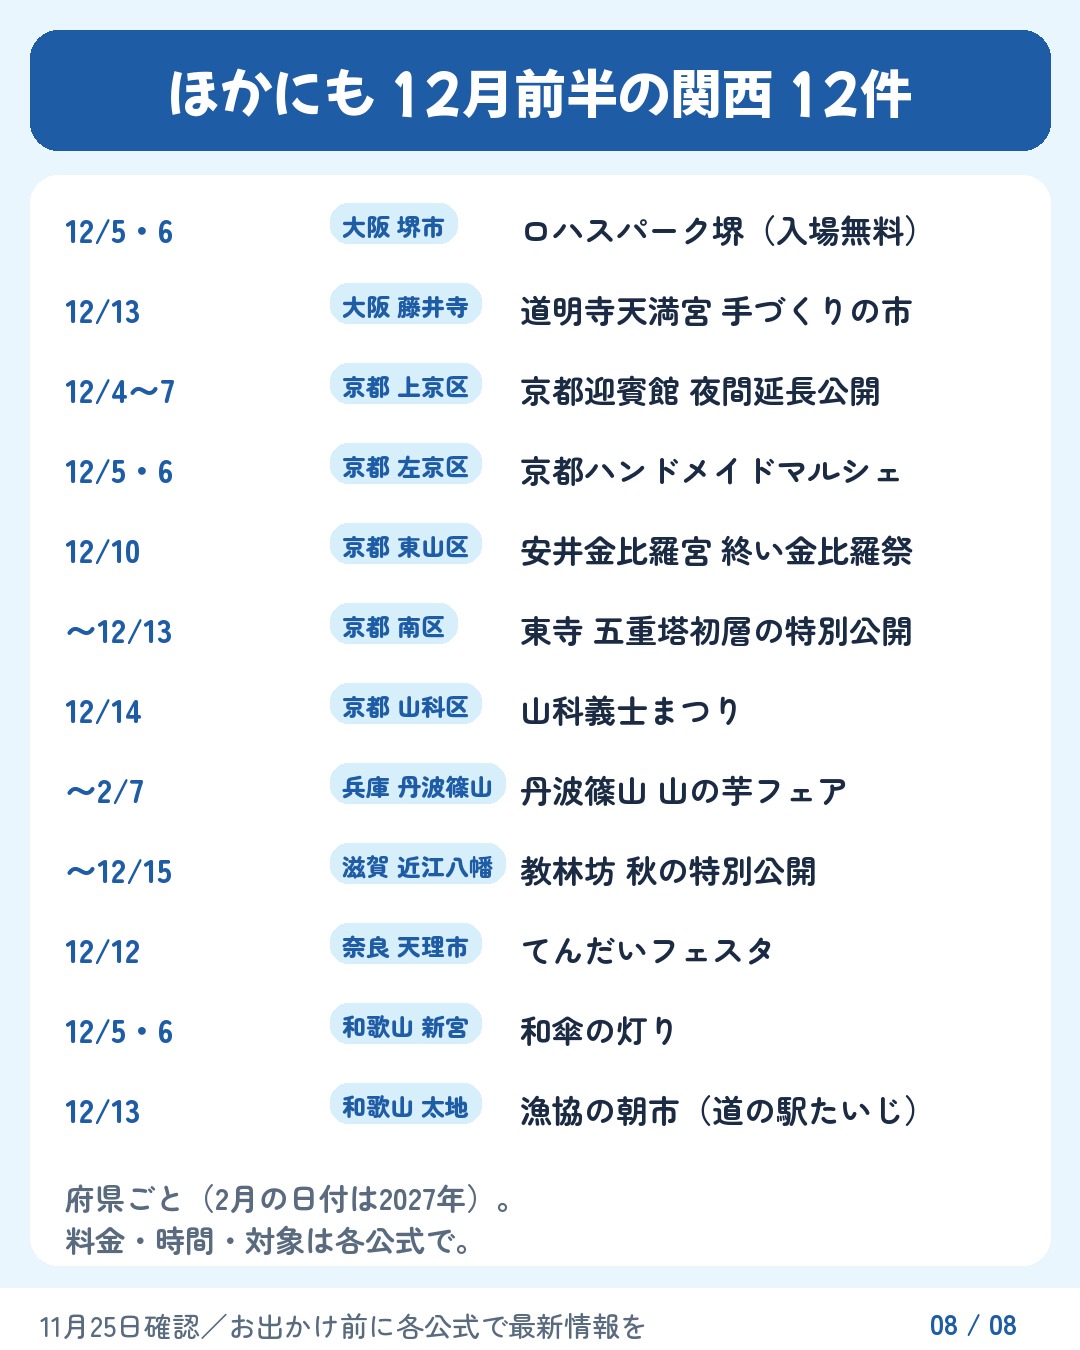 ほかにも 12月前半の関西 12件
12/5・6 大阪 堺市 ロハスパーク堺（入場無料）
12/13 大阪 藤井寺 道明寺天満宮 手づくりの市
12/4〜7 京都 上京区 京都迎賓館 夜間延長公開
12/5・6 京都 左京区 京都ハンドメイドマルシェ
12/10 京都 東山区 安井金比羅宮 終い金比羅祭
〜12/13 京都 南区 東寺 五重塔初層の特別公開
12/14 京都 山科区 山科義士まつり
〜2/7 兵庫 丹波篠山 丹波篠山 山の芋フェア
〜12/15 滋賀 近江八幡 教林坊 秋の特別公開
12/12 奈良 天理市 てんだいフェスタ
12/5・6 和歌山 新宮 和傘の灯り
12/13 和歌山 太地 漁協の朝市（道の駅たいじ）
府県ごと（2月の日付は2027年）。
料金・時間・対象は各公式で。
11月25日確認／お出かけ前に各公式で最新情報を 08 / 08